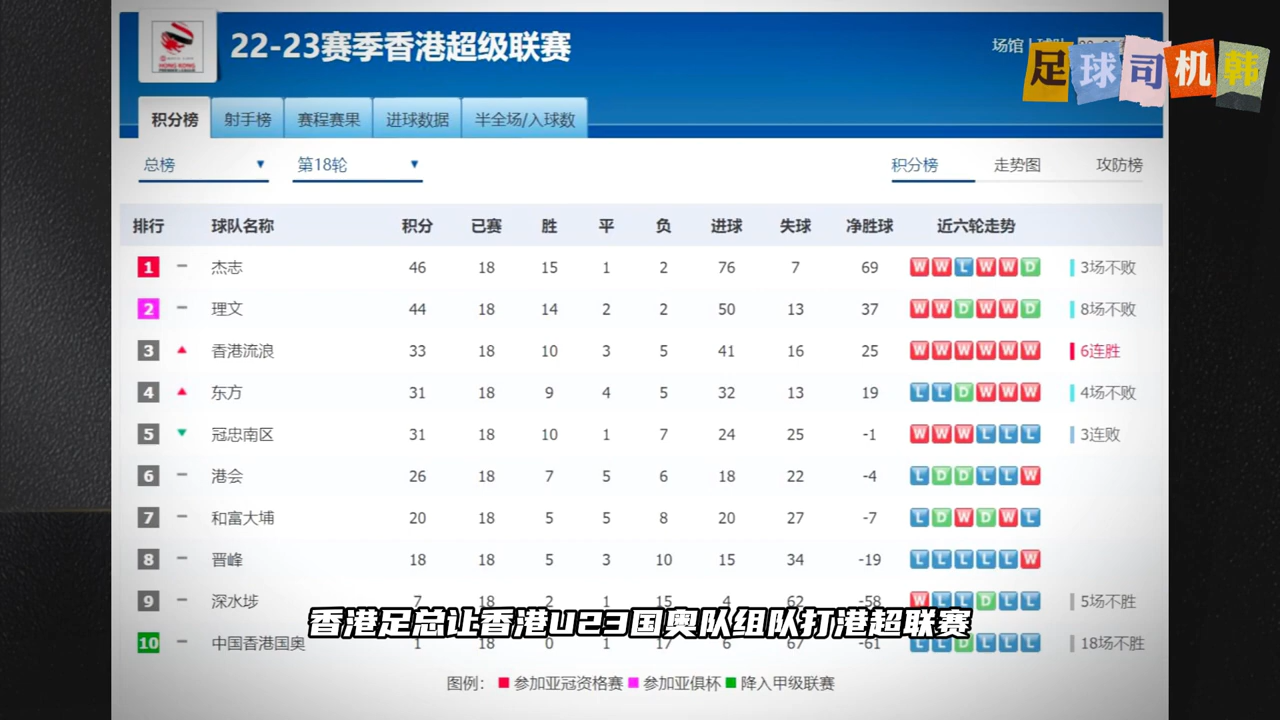 22-23赛季香港超级联赛
足球司机韩
积分榜 射手榜 赛程赛果 进球数据 半全场/入球数
总榜 第18轮 积分榜 走势图 攻防榜
排行 球队名称 积分 已赛 胜 平 负 进球 失球 净胜球 近六轮走势
1 杰志 46 18 15 1 2 76 7 69 W W L W W D 3场不败
2 理文 44 18 14 2 2 50 13 37 W W D W W D 8场不败
3 香港流浪 33 18 10 3 5 41 16 25 W W W W W W 6连胜
4 东方 31 18 9 4 5 32 13 19 L L D W W W 4场不败
5 冠忠南区 31 18 10 1 7 24 25 -1 W W W L L L 3连败
6 港会 26 18 7 5 6 18 22 -4 L D D L L W
7 和富大埔 20 18 5 5 8 20 27 -7 L D W D W L
8 晋峰 18 18 5 3 10 15 34 -19 L L L L L W
9 深水埗 7 18 2 1 15 4 62 -58 W L L D L L 5场不胜
香港足总让香港U23国奥队组队打港超联赛
10 中国香港国奥 1 18 0 1 17 6 67 -61 L L D L L L 18场不胜
图例： 参加亚冠资格赛 参加亚俱杯 降入甲级联赛